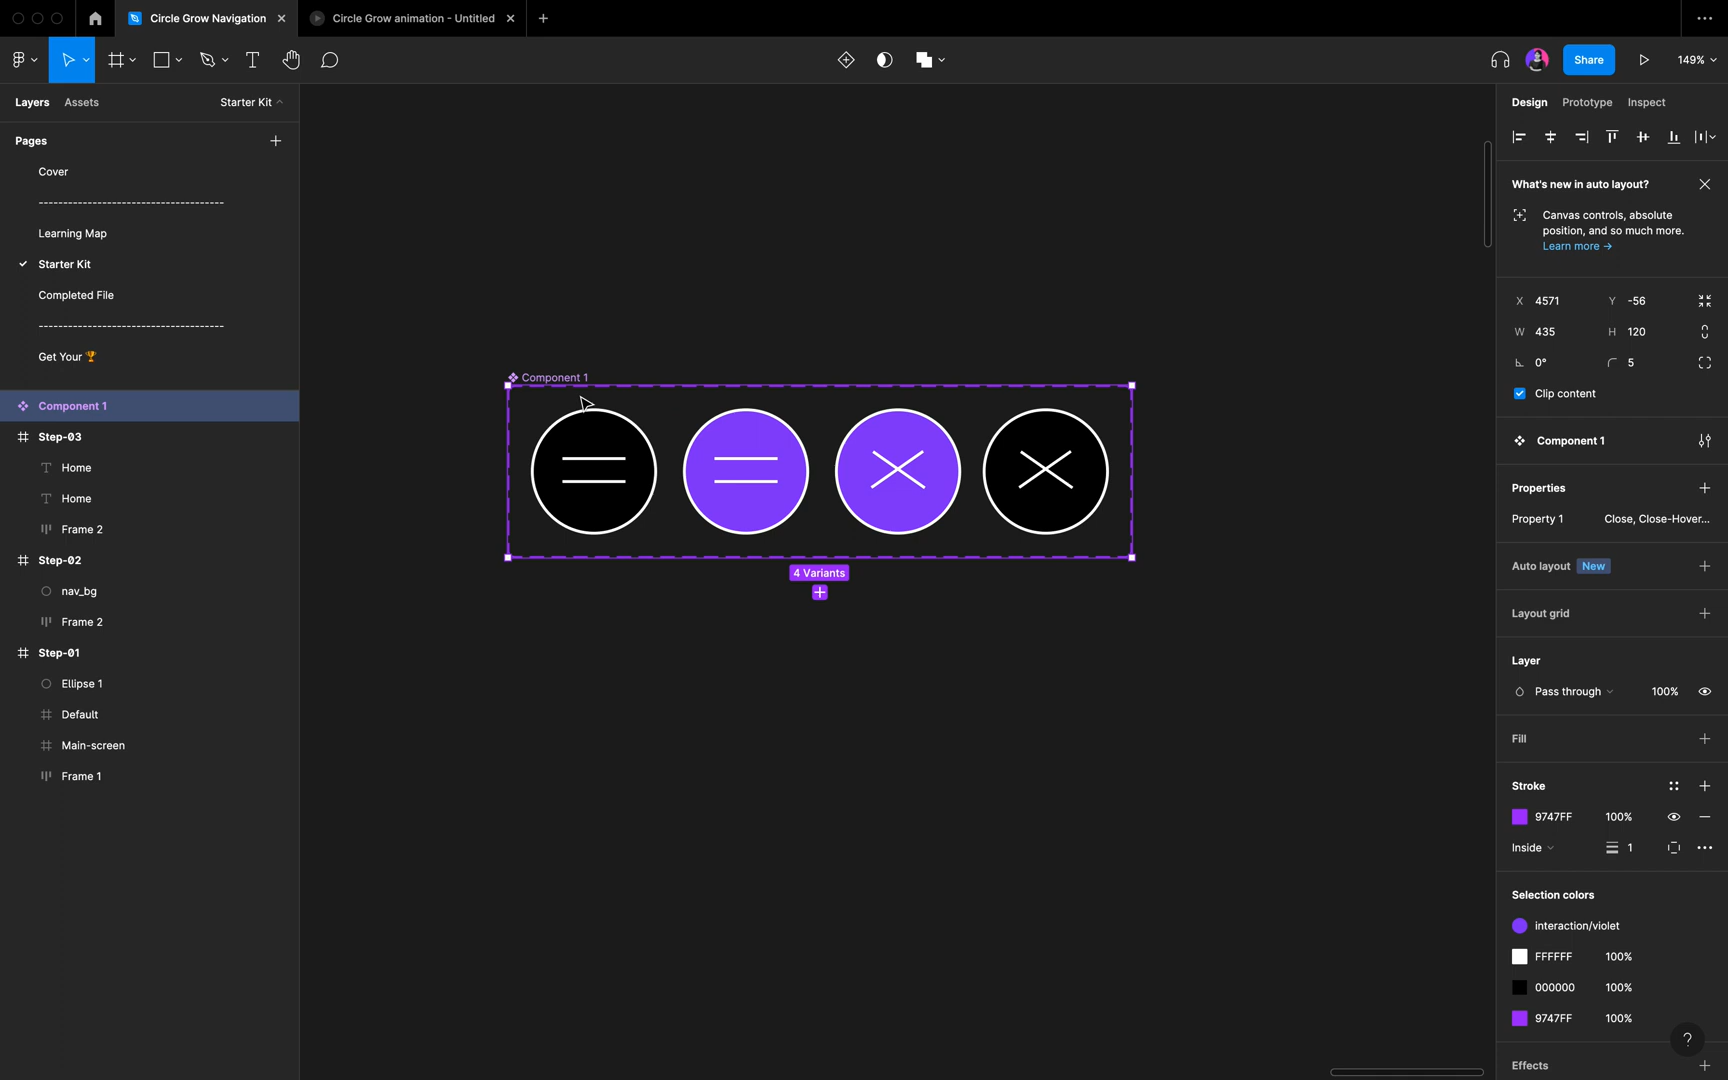 Circle Grow Navigation
Circle Grow animation - Untitled
Share
149%
Layers
Assets
Starter Kit
Pages
Cover
--------------------------------------
Learning Map
Starter Kit
Completed File
--------------------------------------
Get Your 🏆
Component 1
Step-03
Home
Home
Frame 2
Step-02
nav_bg
Frame 2
Step-01
Ellipse 1
Default
Main-screen
Frame 1
Component 1
4 Variants
Design
Prototype
Inspect
What's new in auto layout?
Canvas controls, absolute
position, and so much more.
Learn more →
X 4571
Y -56
W 435
H 120
0°
5
Clip content
Component 1
Properties
Property 1
Close, Close-Hover...
Auto layout
New
Layout grid
Layer
Pass through
100%
Fill
Stroke
9747FF
100%
Inside
1
Selection colors
interaction/violet
FFFFFF
100%
000000
100%
9747FF
100%
?
Effects